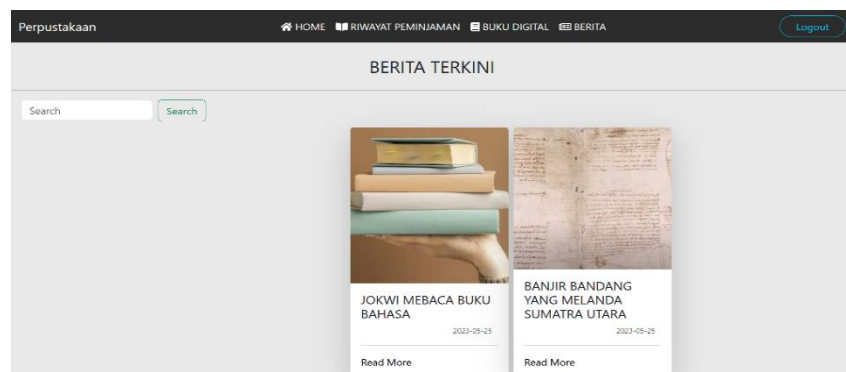 Perpustakaan HOME RIWAYAT PEMINJAMAN BUKU DIGITAL BERITA Logout
BERITA TERKINI
Search Search
JOKWI MEBACA BUKU
BAHASA
2023-05-25
Read More
BANJIR BANDANG
YANG MELANDA
SUMATRA UTARA
2023-05-25
Read More